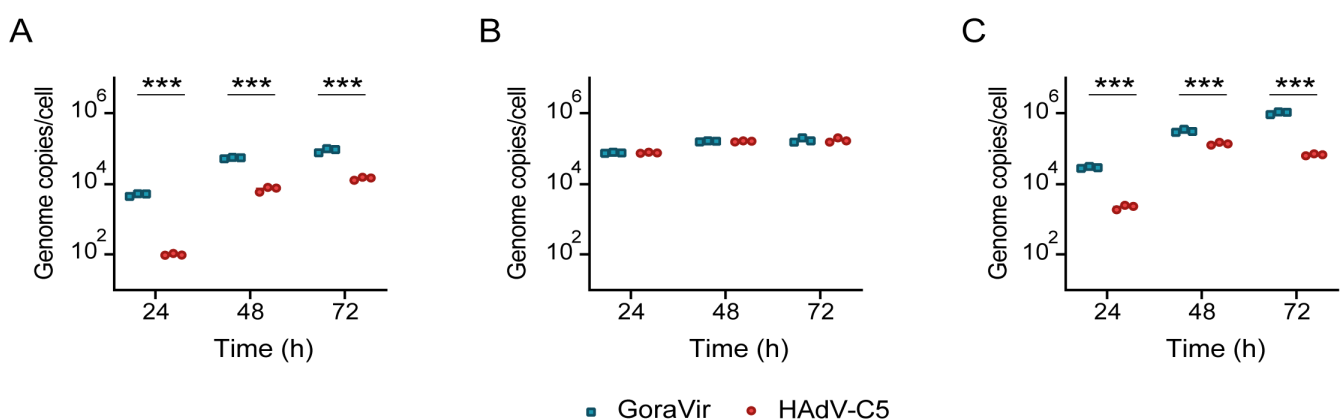 A
Genome copies/cell
10^6
10^4
10^2
*** *** ***
24 48 72
Time (h)
B
Genome copies/cell
10^6
10^4
10^2
24 48 72
Time (h)
C
Genome copies/cell
10^6
10^4
10^2
*** *** ***
24 48 72
Time (h)
GoraVir HAdV-C5